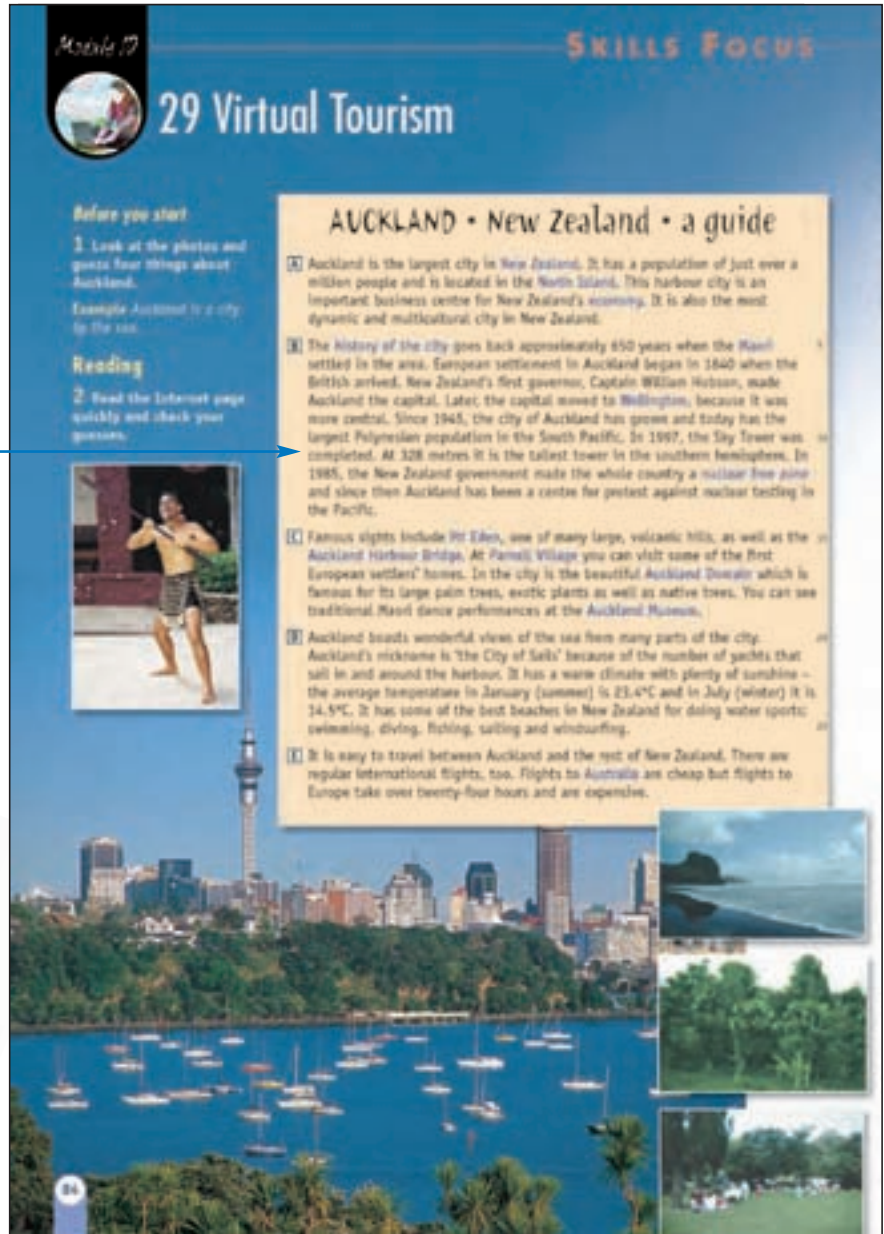 Module 10
SKILLS FOCUS
29 Virtual Tourism
Before you start
1 Look at the photos and
guess four things about
Auckland.
Example Auckland is a city
by the sea.
Reading
2 Read the Internet page
quickly and check your
guesses.
AUCKLAND • New Zealand • a guide
A Auckland is the largest city in New Zealand. It has a population of just over a
million people and is located in the North Island. This harbour city is an
important business centre for New Zealand's economy. It is also the most
dynamic and multicultural city in New Zealand.
B The history of the city goes back approximately 650 years when the Maori 5
settled in the area. European settlement in Auckland began in 1840 when the
British arrived. New Zealand's first governor, Captain William Hobson, made
Auckland the capital. Later, the capital moved to Wellington, because it was
more central. Since 1945, the city of Auckland has grown and today has the
largest Polynesian population in the South Pacific. In 1997, the Sky Tower was 10
completed. At 328 metres it is the tallest tower in the southern hemisphere. In
1985, the New Zealand government made the whole country a nuclear free zone
and since then Auckland has been a centre for protest against nuclear testing in
the Pacific.
C Famous sights include Mt Eden, one of many large, volcanic hills, as well as the 15
Auckland Harbour Bridge. At Parnell Village you can visit some of the first
European settlers' homes. In the city is the beautiful Auckland Domain which is
famous for its large palm trees, exotic plants as well as native trees. You can see
traditional Maori dance performances at the Auckland Museum.
D Auckland boasts wonderful views of the sea from many parts of the city. 20
Auckland's nickname is 'the City of Sails' because of the number of yachts that
sail in and around the harbour. It has a warm climate with plenty of sunshine –
the average temperature in January (summer) is 23.4°C and in July (winter) it is
14.5°C. It has some of the best beaches in New Zealand for doing water sports:
swimming, diving, fishing, sailing and windsurfing.
E It is easy to travel between Auckland and the rest of New Zealand. There are
regular international flights, too. Flights to Australia are cheap but flights to
Europe take over twenty-four hours and are expensive.
84